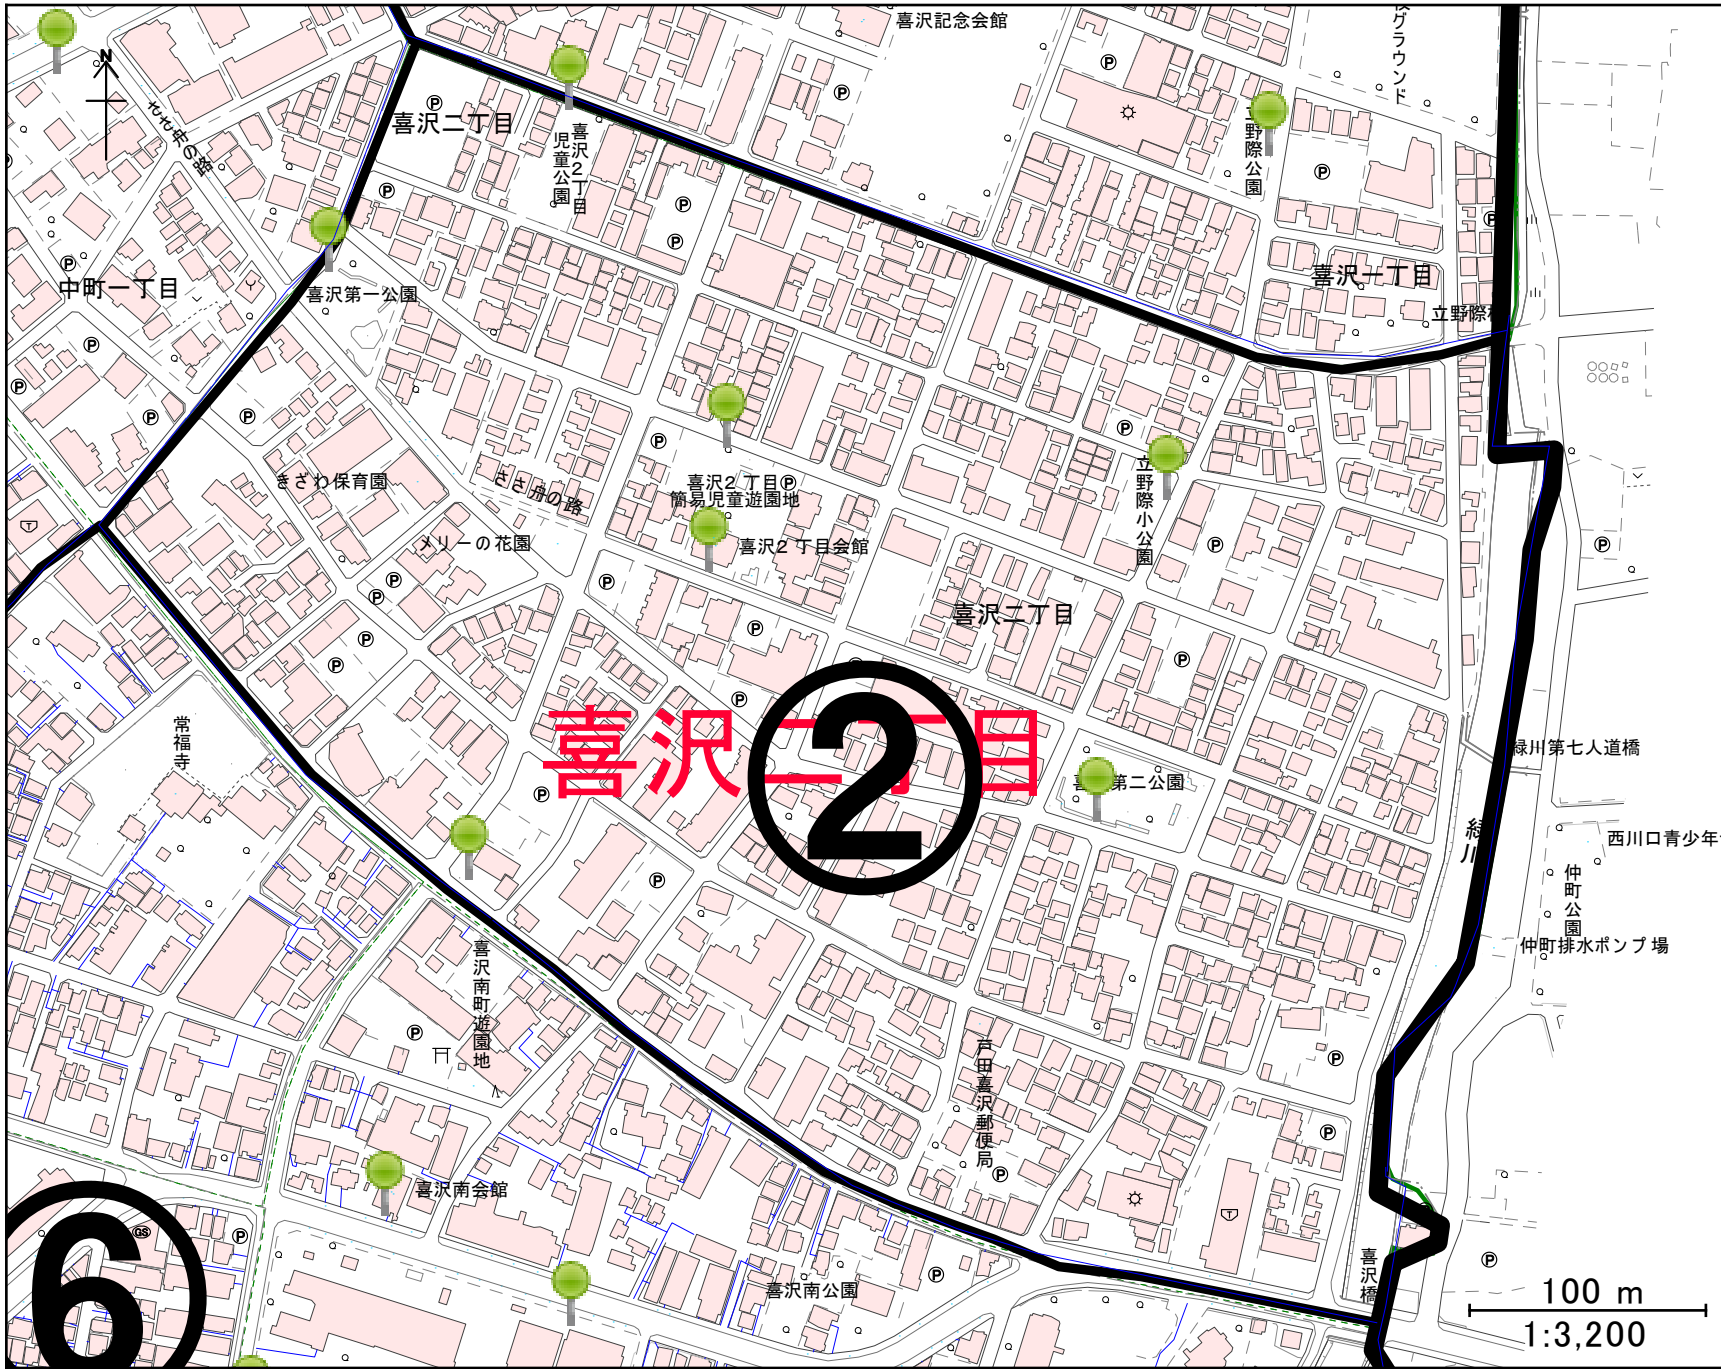 喜沢記念会館
グラウンド
N
さき舟の路
喜沢二丁目
喜沢2丁目
児童公園
野際公園
中町一丁目
喜沢第一公園
喜沢一丁目
立野際
きざわ保育園
さき舟の路
喜沢2丁目
簡易児童遊園地
立野際小公園
メリーの花園
喜沢2丁目会館
喜沢二丁目
喜沢二丁目
2
常福寺
緑川第七人道橋
第二公園
緑川
西川口青少年
仲町公園
仲町排水ポンプ場
喜沢南町遊園地
戸田喜沢郵便局
喜沢南会館
6
GS
喜沢南公園
喜沢橋
100 m
1:3,200